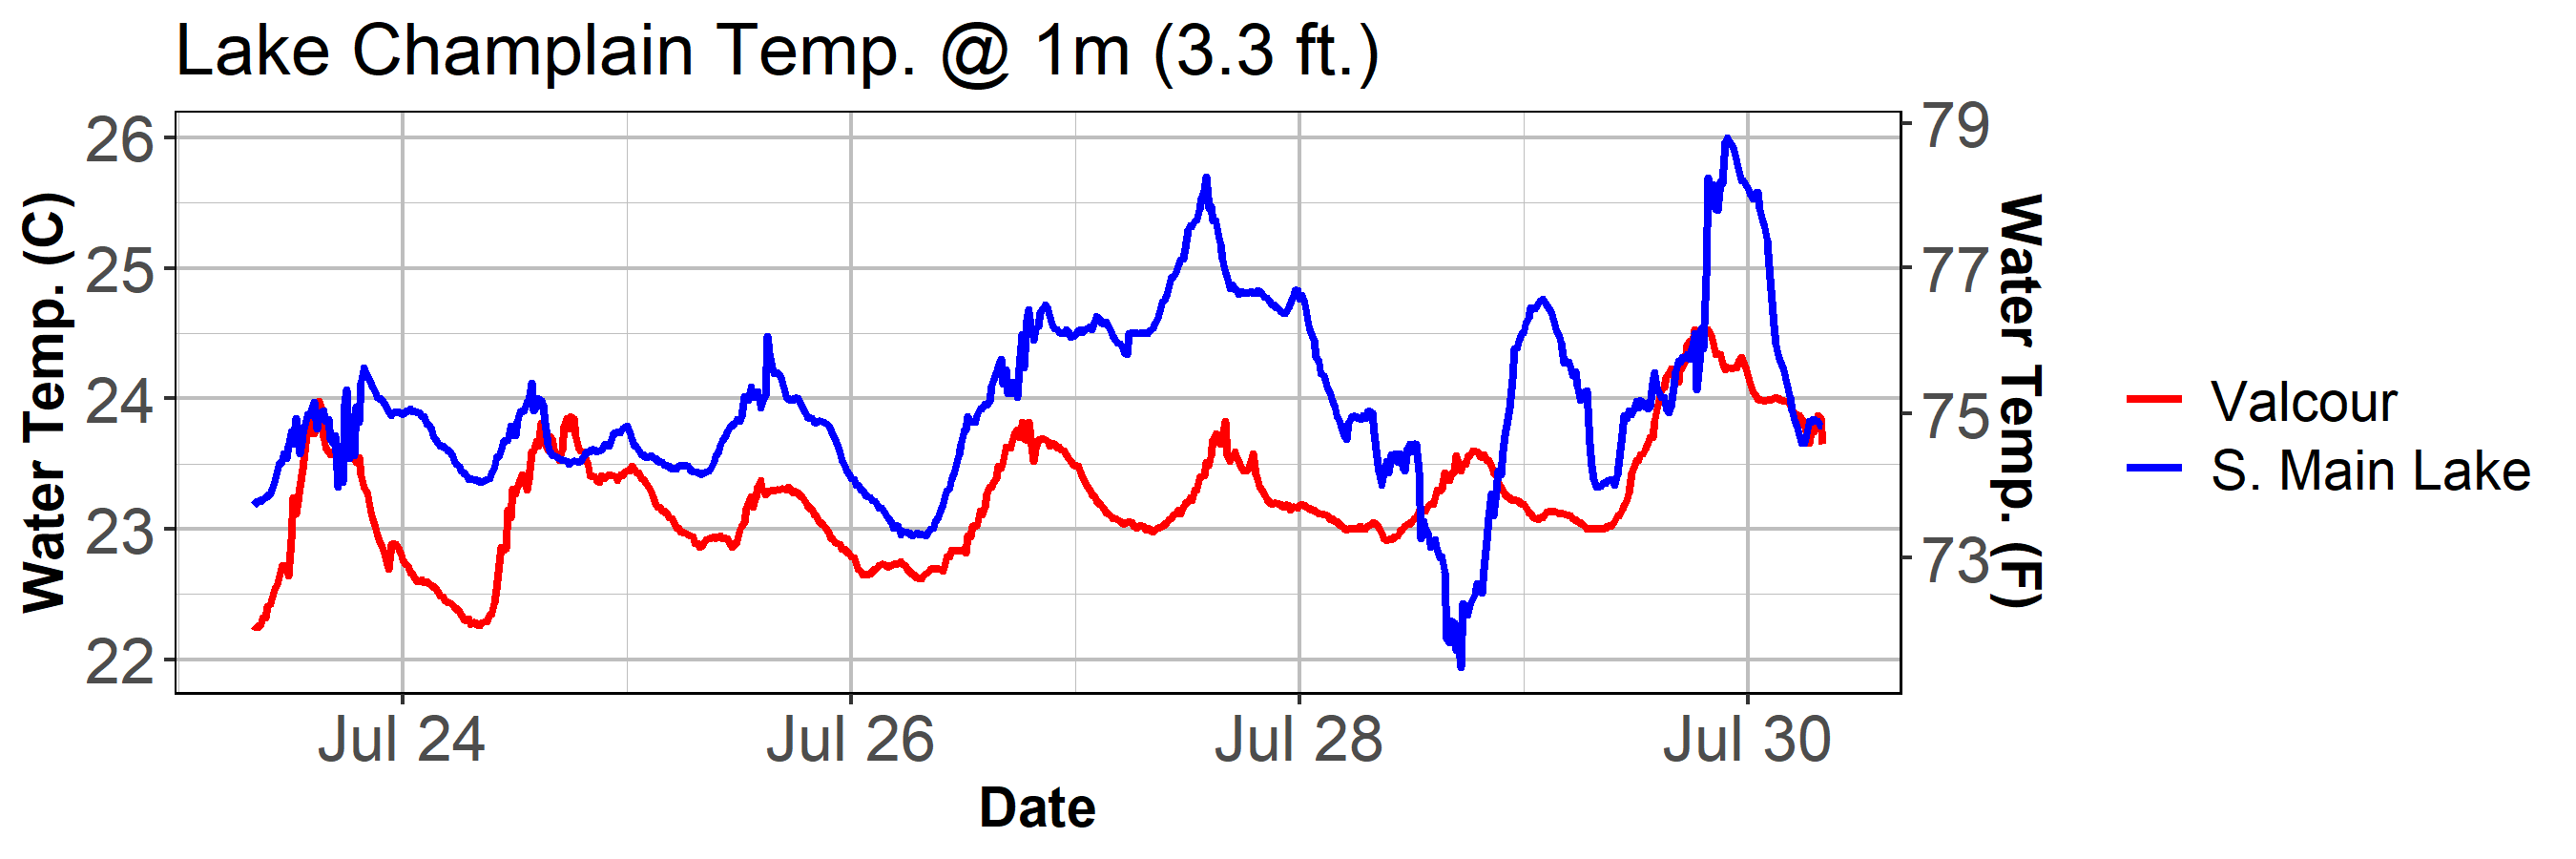 Lake Champlain Temp. @ 1m (3.3 ft.)
Water Temp. (C)
26
25
24
23
22
79
77
75
73
Water Temp. (F)
Jul 24
Jul 26
Jul 28
Jul 30
Date
Valcour
S. Main Lake